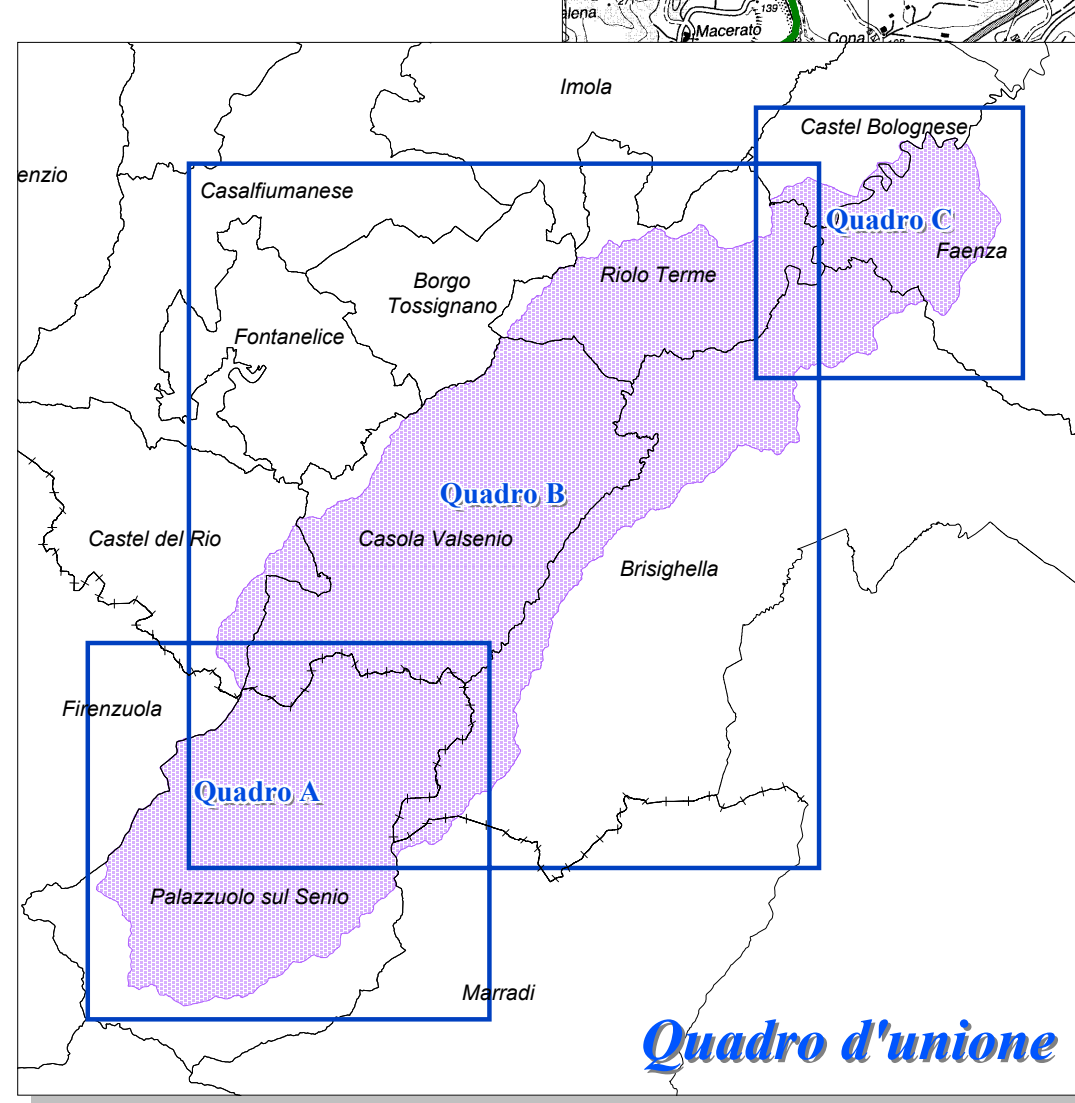 139
Macerato
Cona
Imola
Castel Bolognese
enzio
Casalfiumanese
Quadro C
Faenza
Riolo Terme
Borgo
Tossignano
Fontanelice
Quadro B
Castel del Rio
Casola Valsenio
Brisighella
Firenzuola
Quadro A
Palazzuolo sul Senio
Marradi
Quadro d'unione